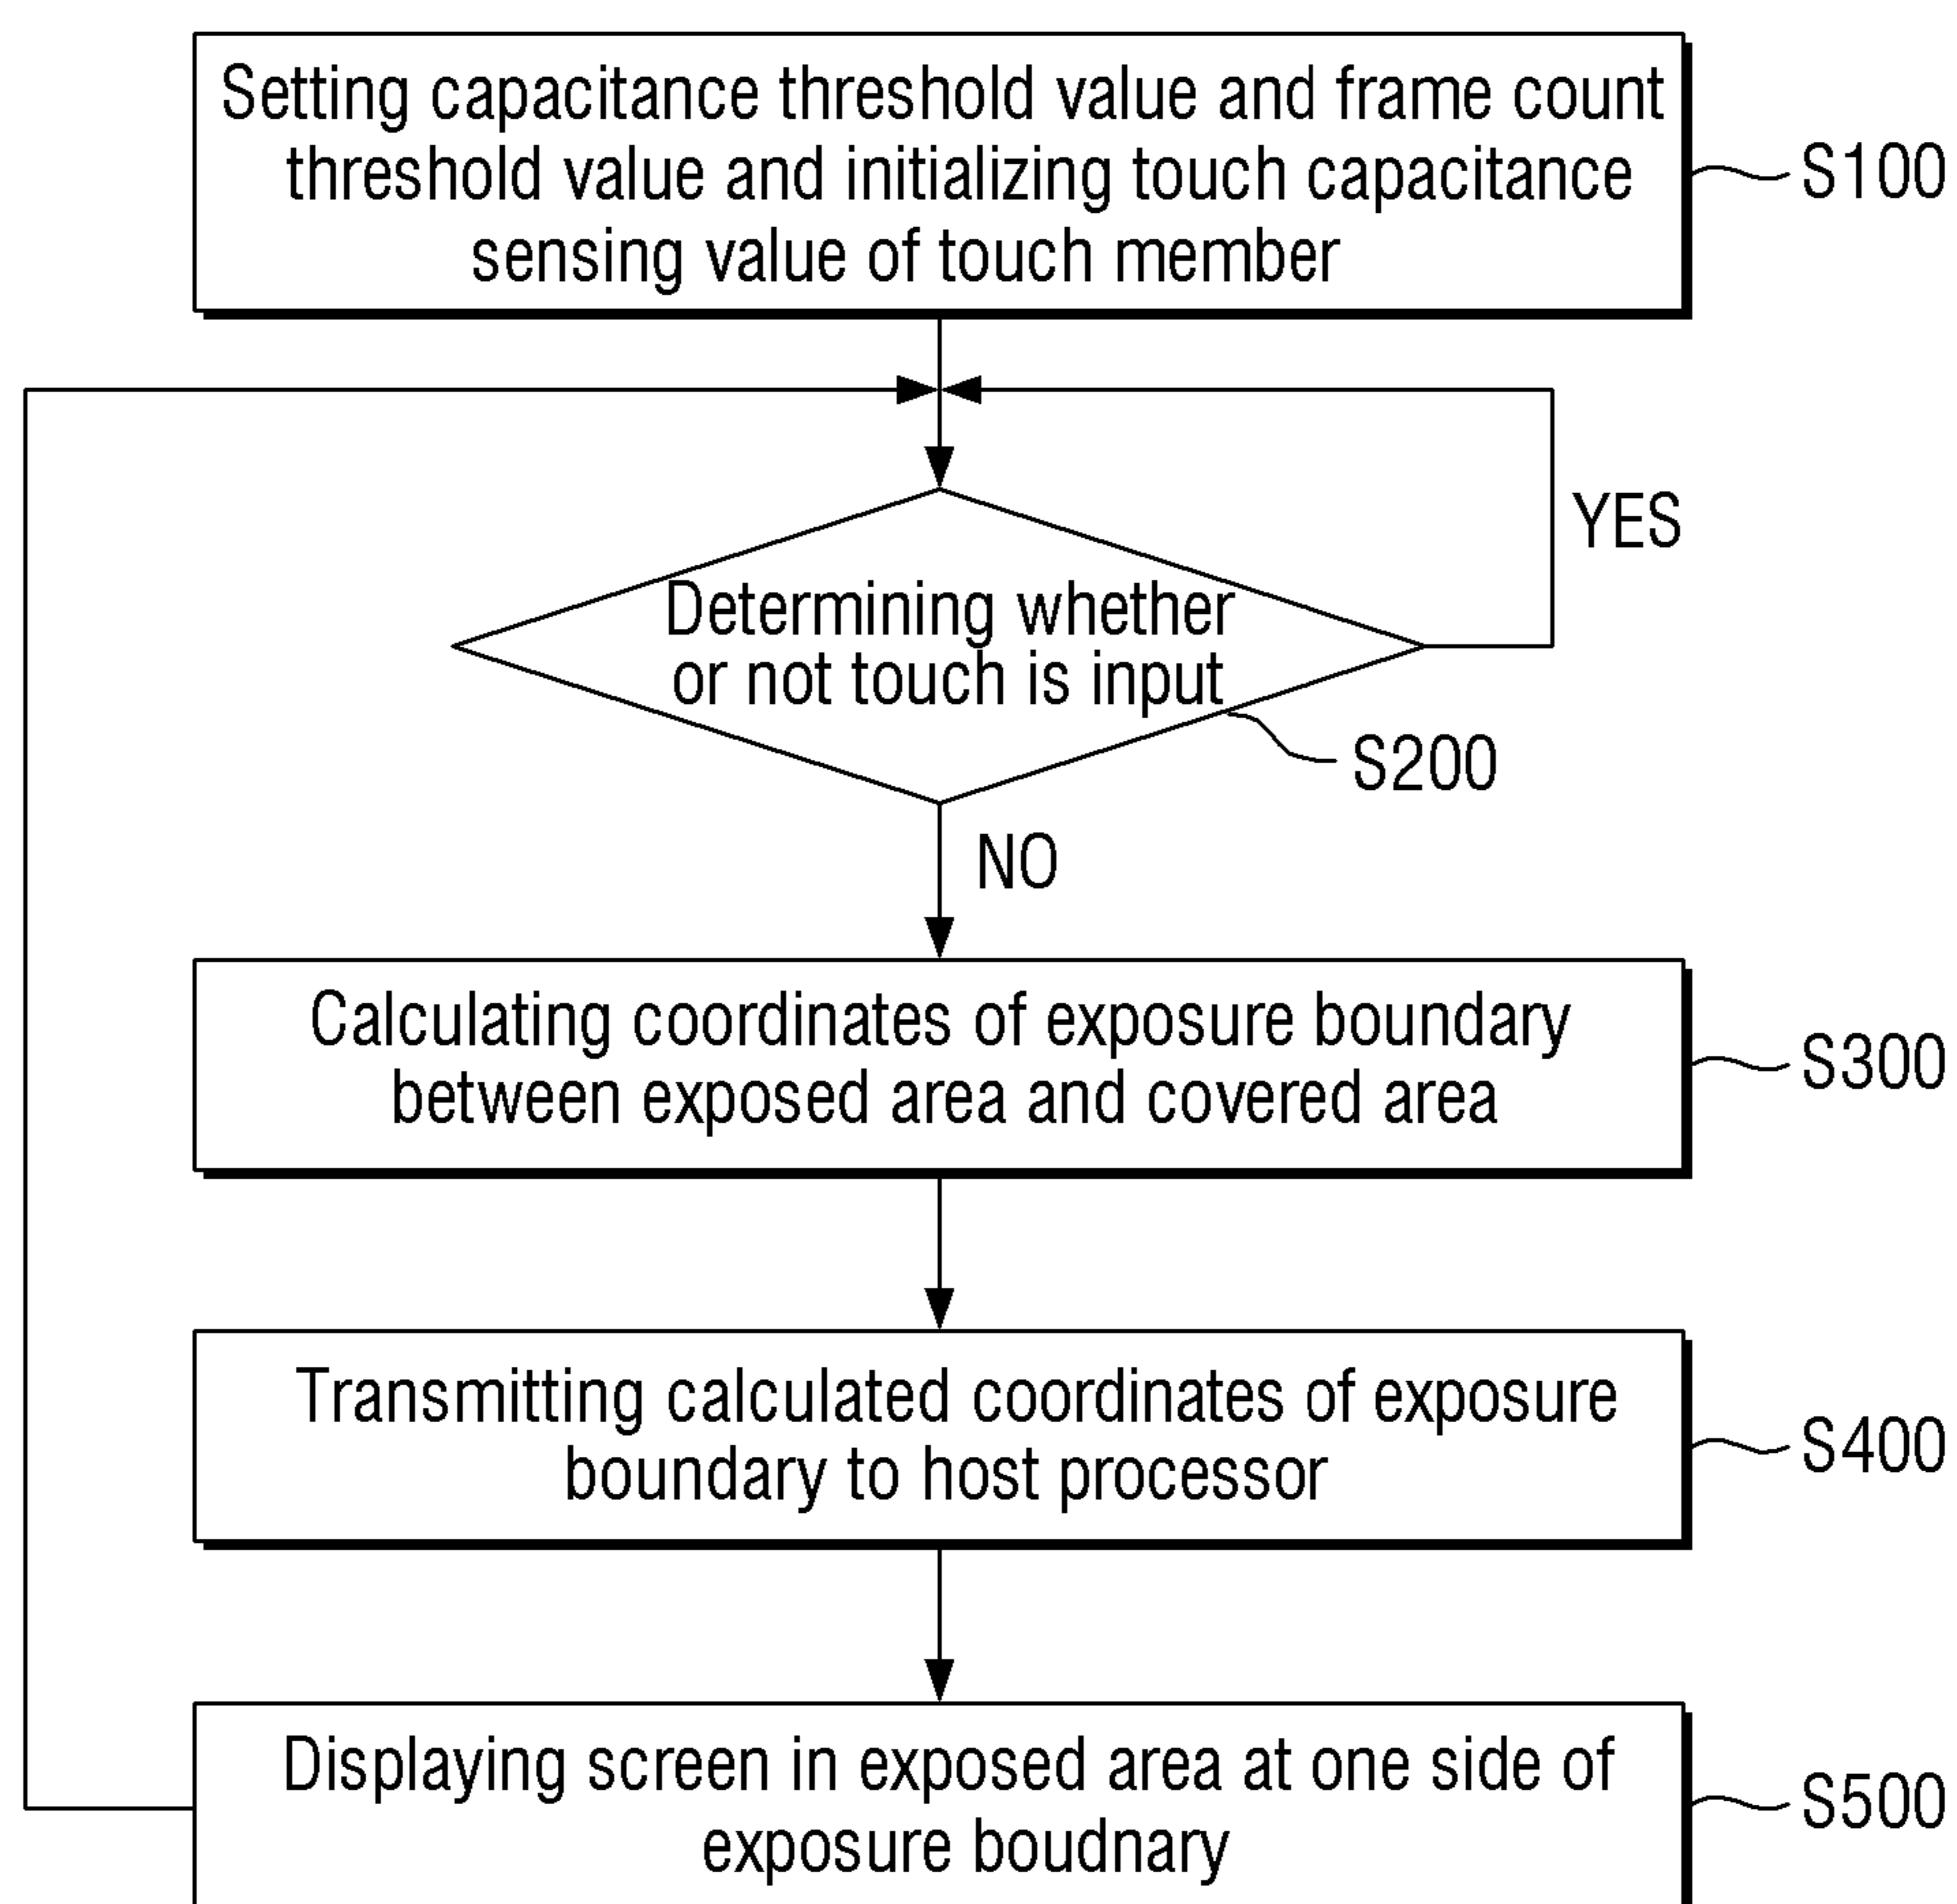 Setting capacitance threshold value and frame count
threshold value and initializing touch capacitance
sensing value of touch member
S100
YES
Determining whether
or not touch is input
S200
NO
Calculating coordinates of exposure boundary
between exposed area and covered area
S300
Transmitting calculated coordinates of exposure
boundary to host processor
S400
Displaying screen in exposed area at one side of
exposure boudnary
S500